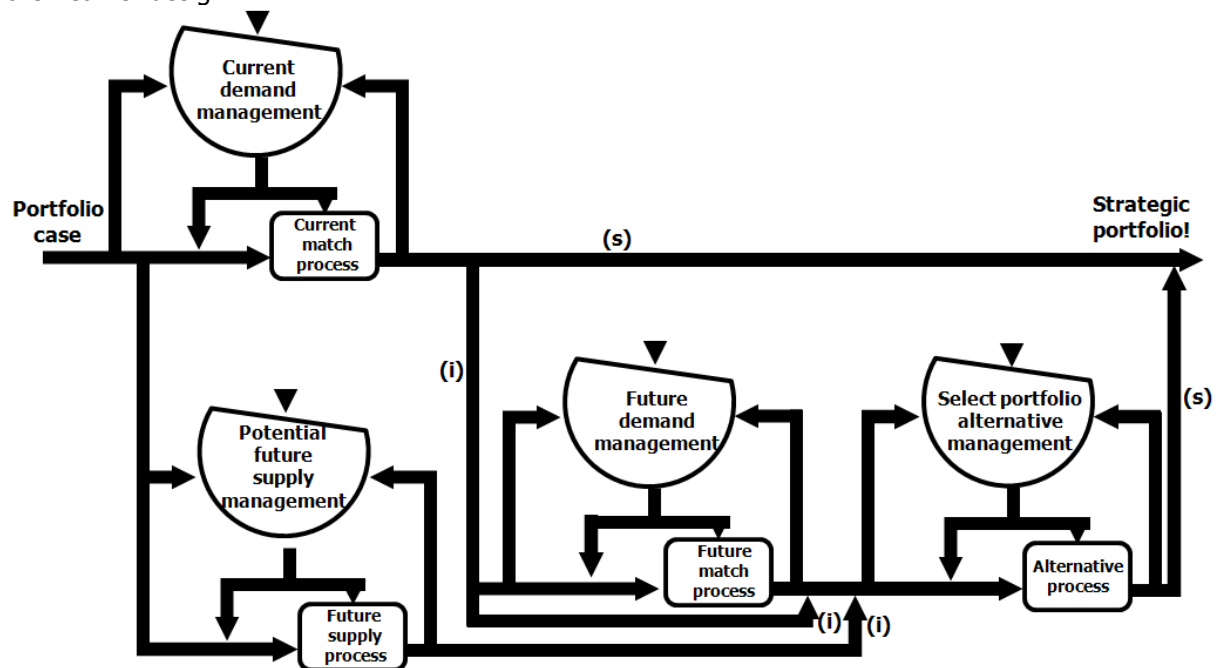 Current
demand
management
Portfolio
case
Current
match
process
(s)
Strategic
portfolio!
(i)
Potential
future
supply
management
Future
demand
management
Select portfolio
alternative
management
(s)
Future
match
process
Alternative
process
(i)
(i)
Future
supply
process